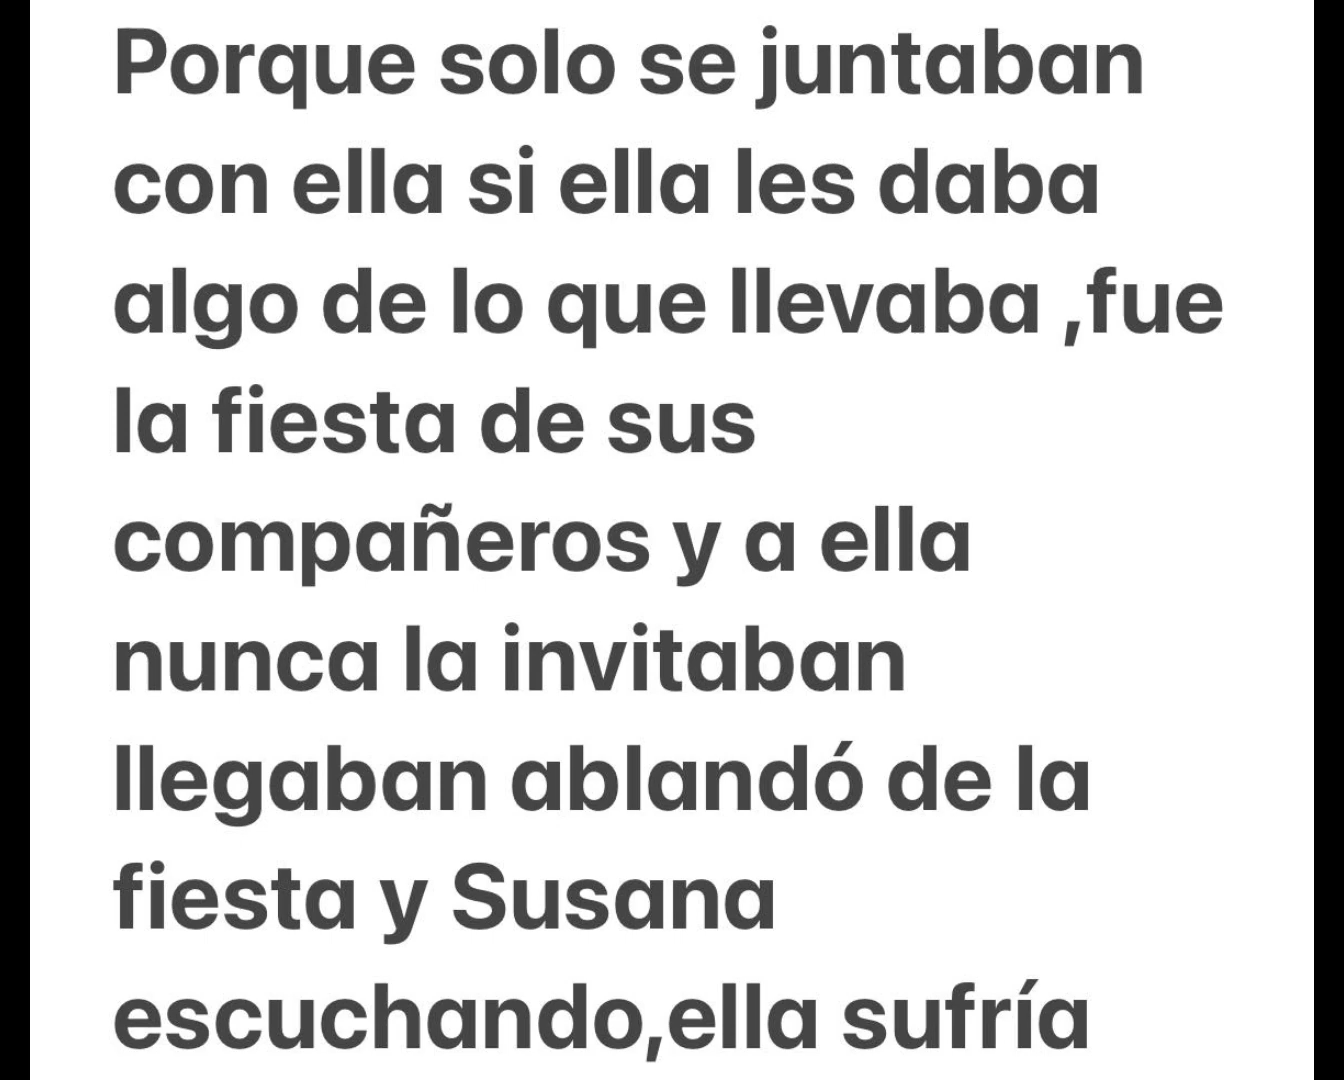 Porque solo se juntaban
con ella si ella les daba
algo de lo que llevaba ,fue
la fiesta de sus
compañeros y a ella
nunca la invitaban
llegaban ablandó de la
fiesta y Susana
escuchando,ella sufría